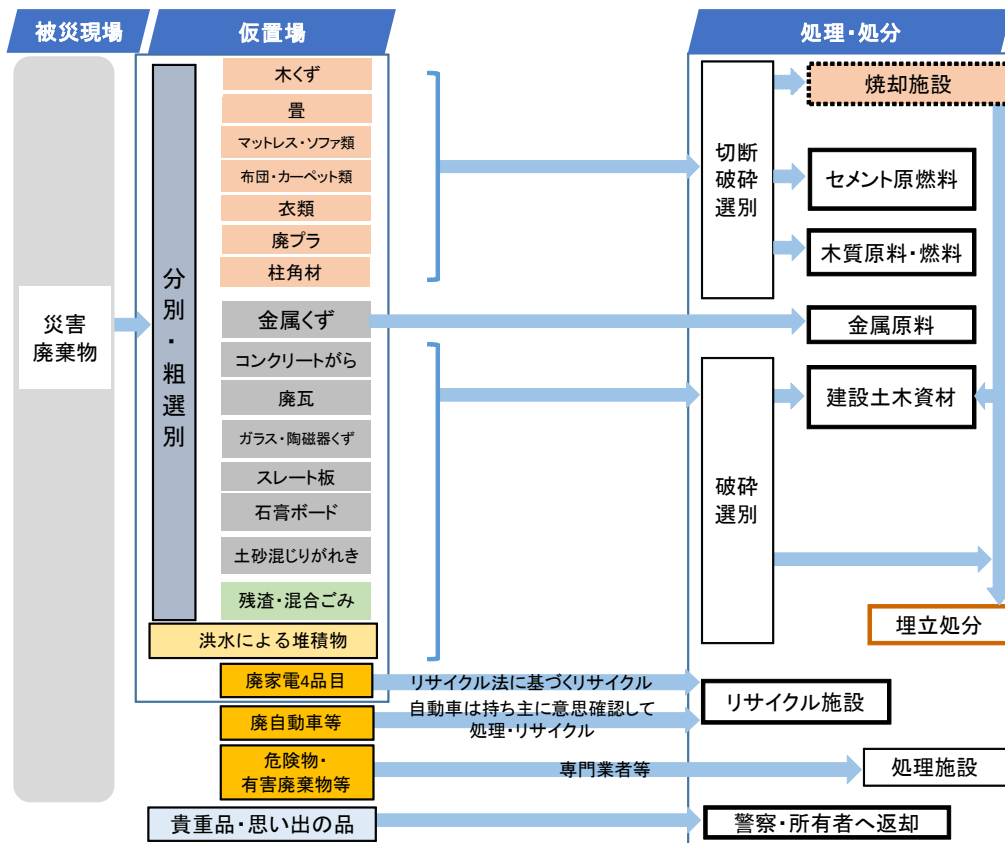 被災現場
仮置場
処理・処分
災害
廃棄物
分別・粗選別
木くず
畳
マットレス・ソファ類
布団・カーペット類
衣類
廃プラ
柱角材
金属くず
コンクリートがら
廃瓦
ガラス・陶磁器くず
スレート板
石膏ボード
土砂混じりがれき
残渣・混合ごみ
洪水による堆積物
廃家電4品目
廃自動車等
危険物・
有害廃棄物等
貴重品・思い出の品
リサイクル法に基づくリサイクル
自動車は持ち主に意思確認して
処理・リサイクル
専門業者等
切断
破砕
選別
破砕
選別
焼却施設
セメント原燃料
木質原料・燃料
金属原料
建設土木資材
埋立処分
リサイクル施設
処理施設
警察・所有者へ返却